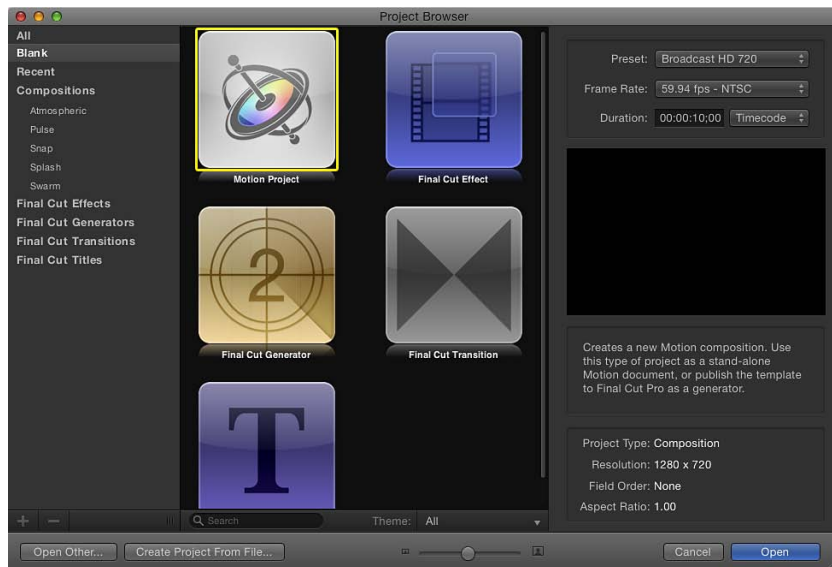 Project Browser
All
Blank
Recent
Compositions
Atmospheric
Pulse
Snap
Splash
Swarm
Final Cut Effects
Final Cut Generators
Final Cut Transitions
Final Cut Titles
Motion Project
Final Cut Effect
2
Final Cut Generator
Final Cut Transition
T
Search
Theme: All
Preset: Broadcast HD 720
Frame Rate: 59.94 fps - NTSC
Duration: 00:00:10;00 Timecode
Creates a new Motion composition. Use
this type of project as a stand-alone
Motion document, or publish the template
to Final Cut Pro as a generator.
Project Type: Composition
Resolution: 1280 x 720
Field Order: None
Aspect Ratio: 1.00
Open Other... Create Project From File... Cancel Open